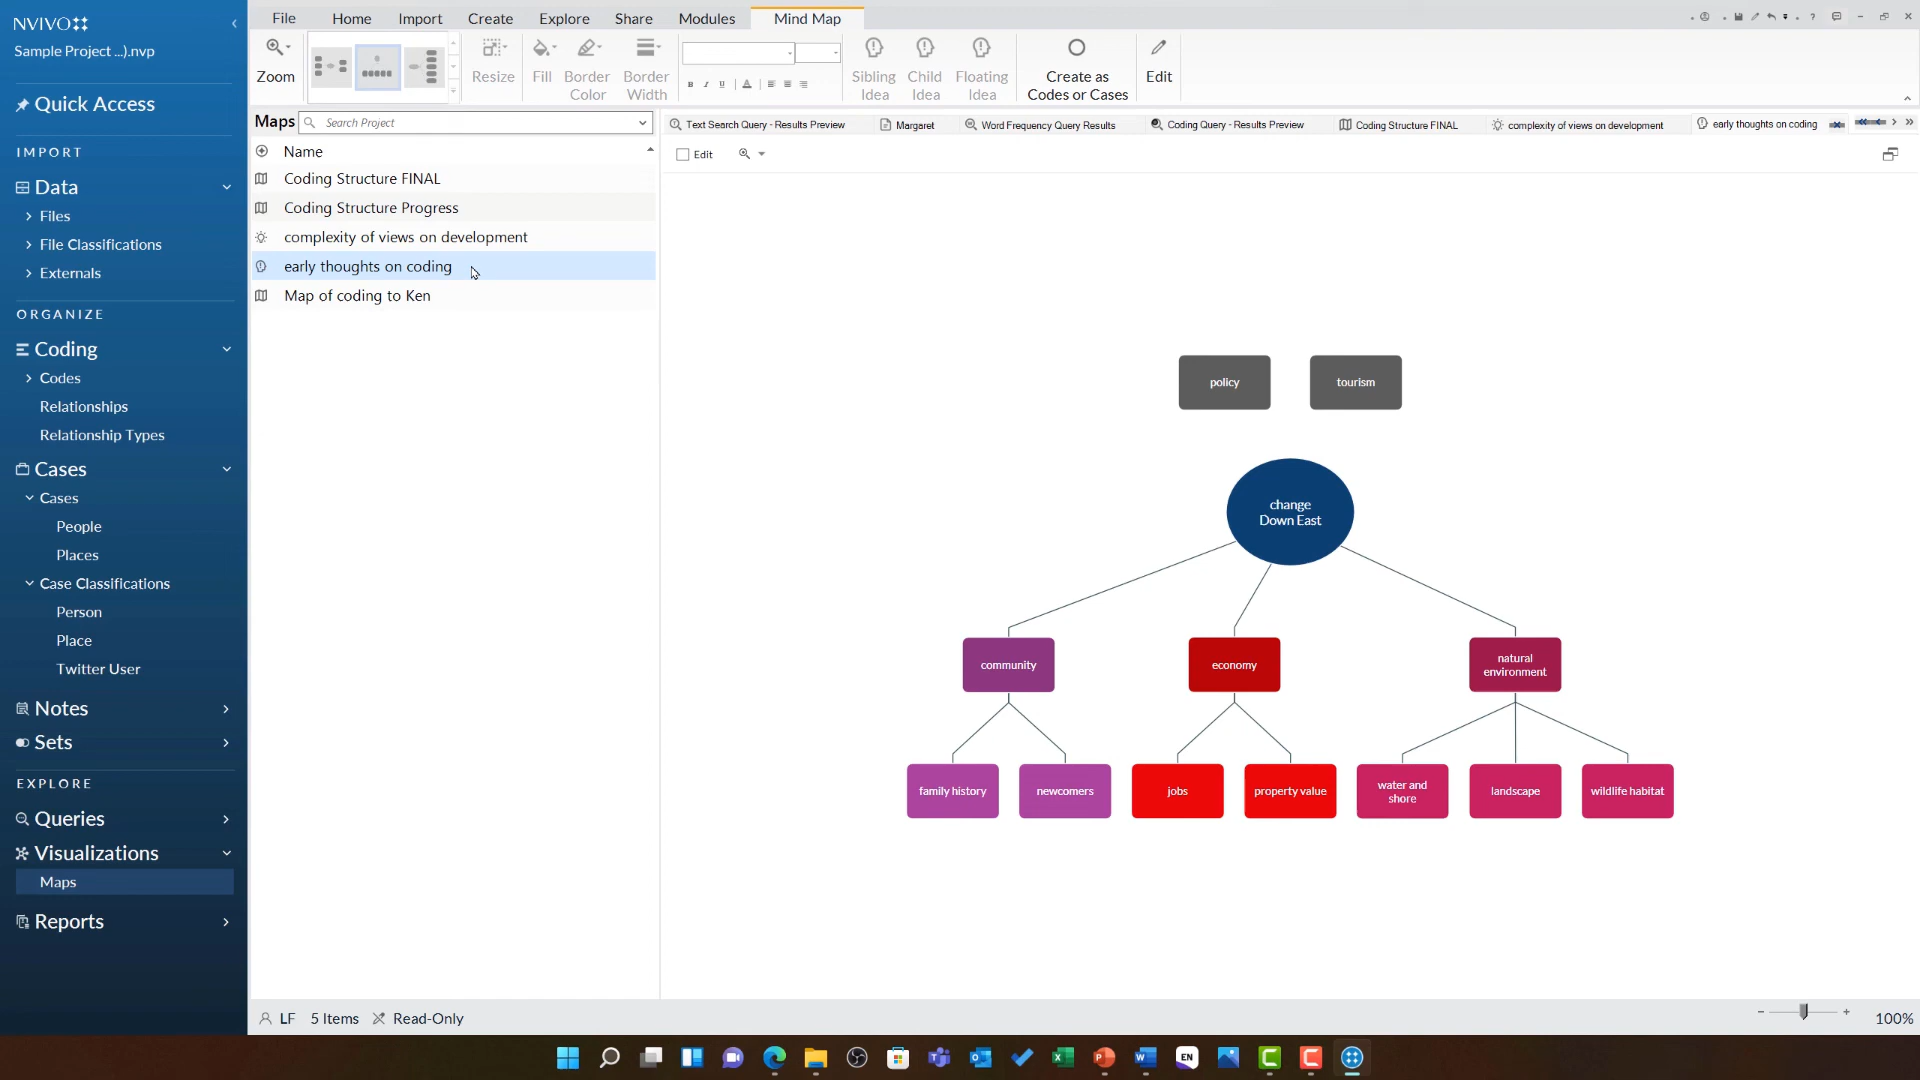 NVIVO
Sample Project ...).nvp
Quick Access
IMPORT
Data
Files
File Classifications
Externals
ORGANIZE
Coding
Codes
Relationships
Relationship Types
Cases
Cases
People
Places
Case Classifications
Person
Place
Twitter User
Notes
Sets
EXPLORE
Queries
Visualizations
Maps
Reports
File Home Import Create Explore Share Modules Mind Map
Zoom
Resize
Fill
Border
Color
Border
Width
B I U A
Sibling
Idea
Child
Idea
Floating
Idea
Create as
Codes or Cases
Edit
Maps
Search Project
Name
Coding Structure FINAL
Coding Structure Progress
complexity of views on development
early thoughts on coding
Map of coding to Ken
Text Search Query - Results Preview Margaret Word Frequency Query Results Coding Query - Results Preview Coding Structure FINAL complexity of views on development early thoughts on coding
Edit
policy
tourism
change
Down East
community
economy
natural
environment
family history
newcomers
jobs
property value
water and
shore
landscape
wildlife habitat
LF 5 Items Read-Only
100%
EN